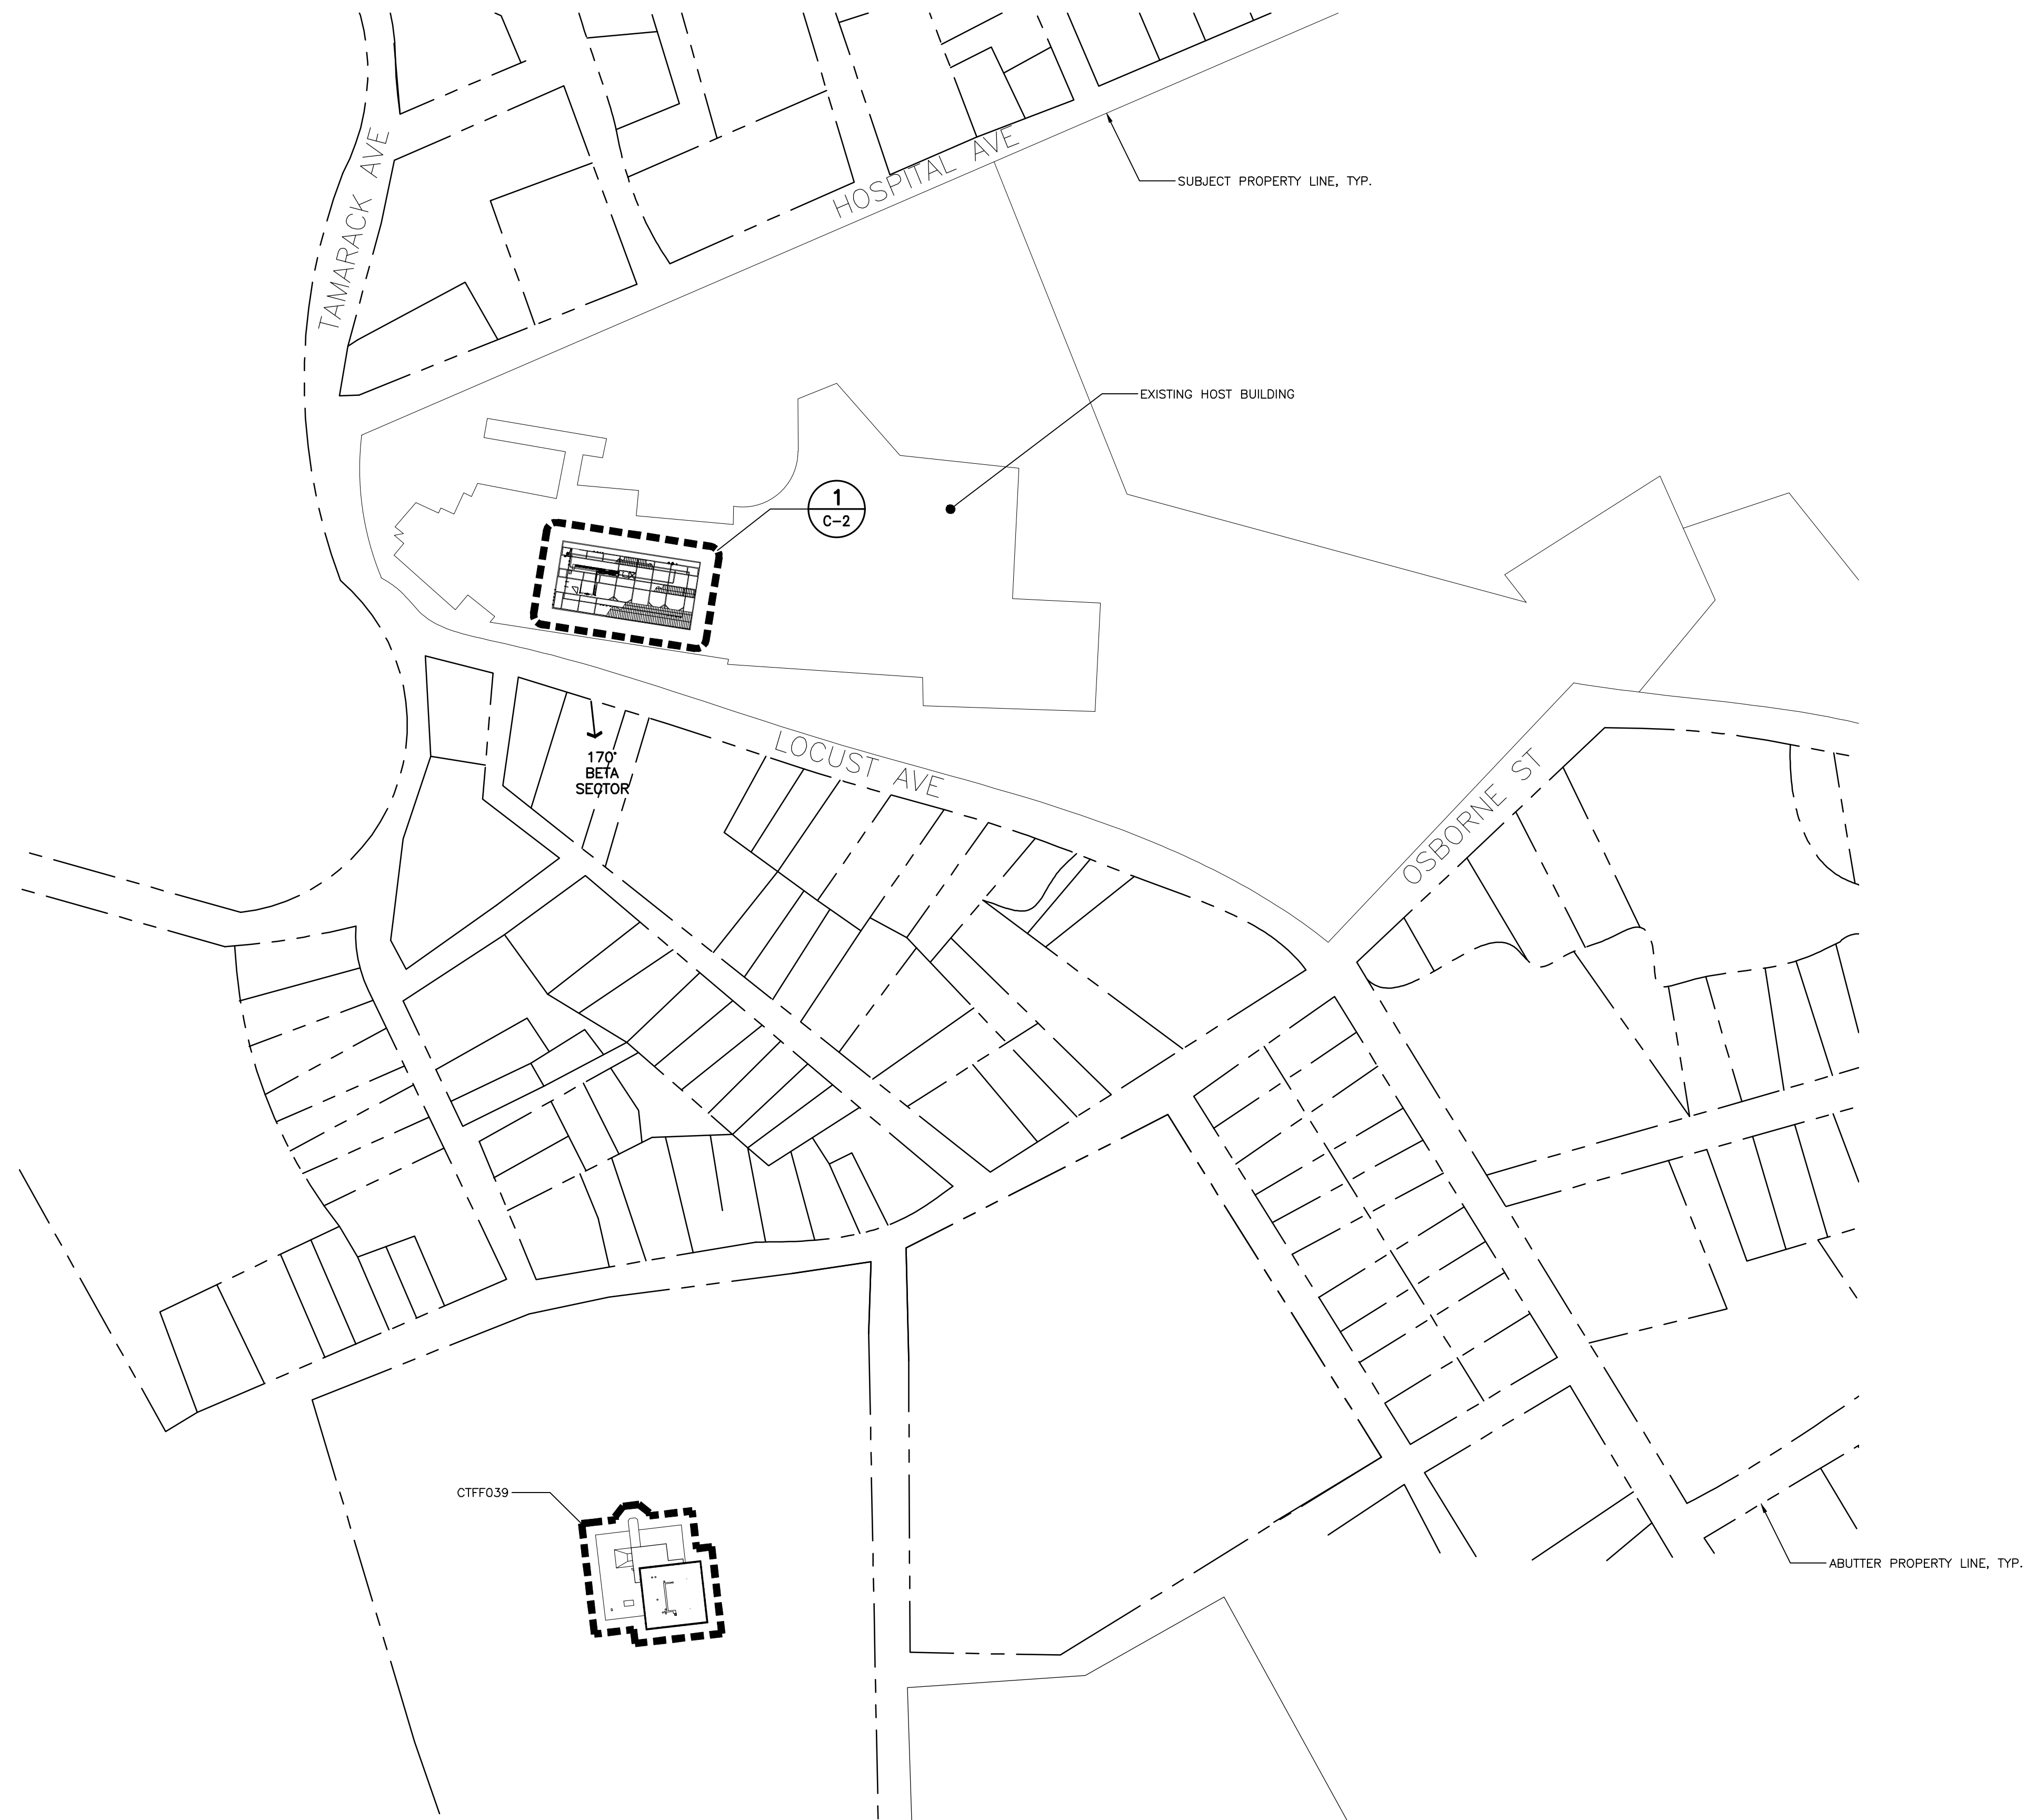 TAMARACK AVE
HOSPITAL AVE
SUBJECT PROPERTY LINE, TYP.
EXISTING HOST BUILDING
1
C-2
170°
BETA
SECTOR
LOCUST AVE
OSBORNE ST
CTFF039
ABUTTER PROPERTY LINE, TYP.